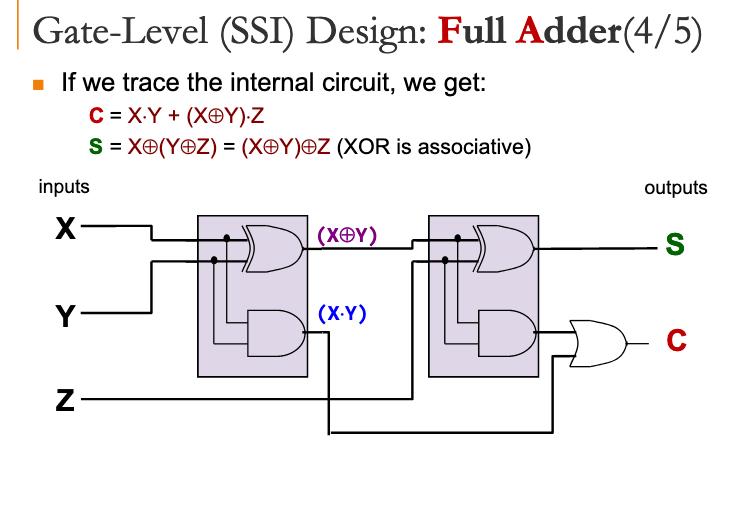 Gate-Level (SSI) Design: Full Adder(4/5)
If we trace the internal circuit, we get:
C = X·Y + (X⊕Y)·Z
S = X⊕(Y⊕Z) = (X⊕Y)⊕Z (XOR is associative)
inputs
outputs
X
(X⊕Y)
S
Y
(X·Y)
C
Z